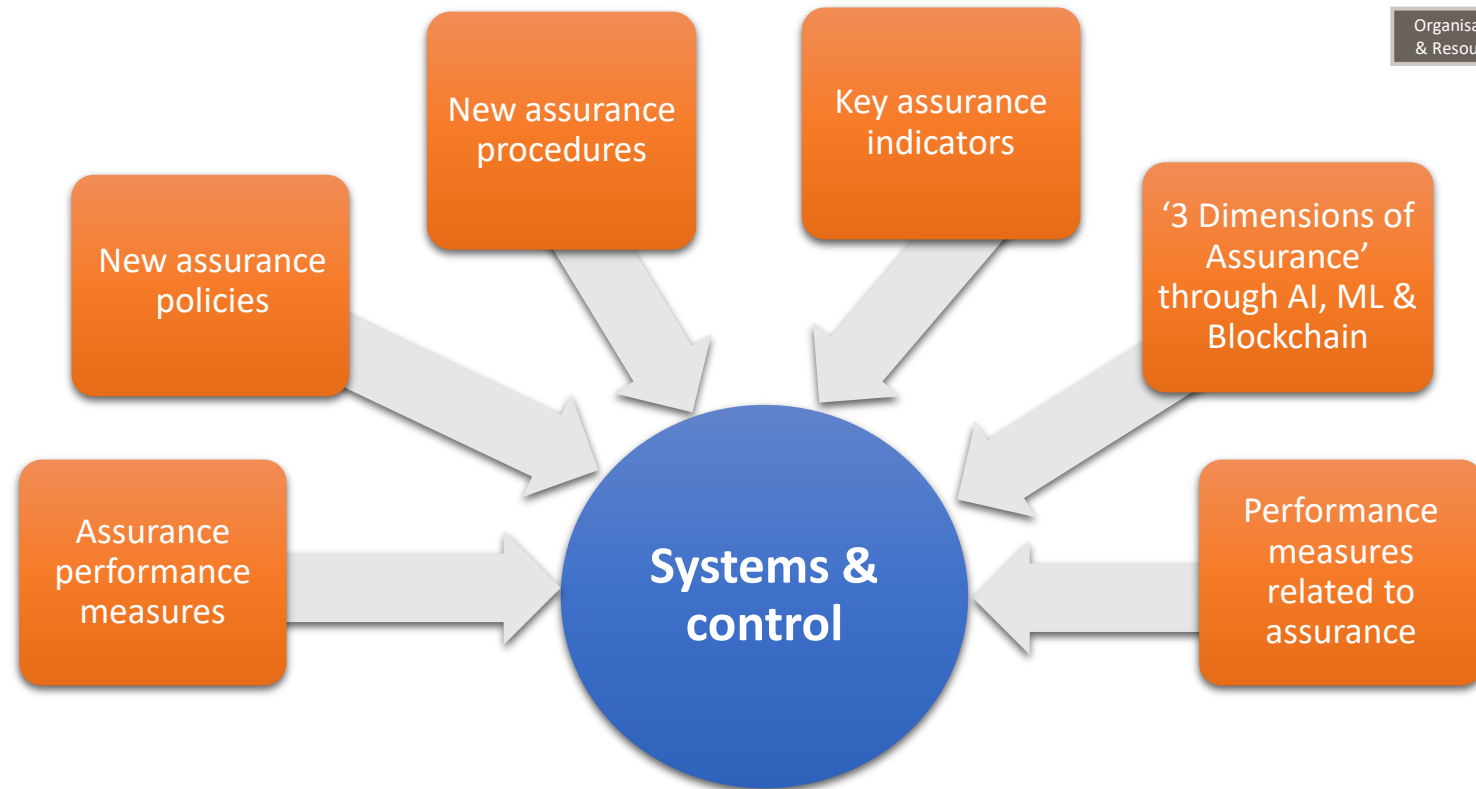 New assurance
procedures
Key assurance
indicators
New assurance
policies
‘3 Dimensions of
Assurance’
through AI, ML &
Blockchain
Assurance
performance
measures
Systems &
control
Performance
measures
related to
assurance
&